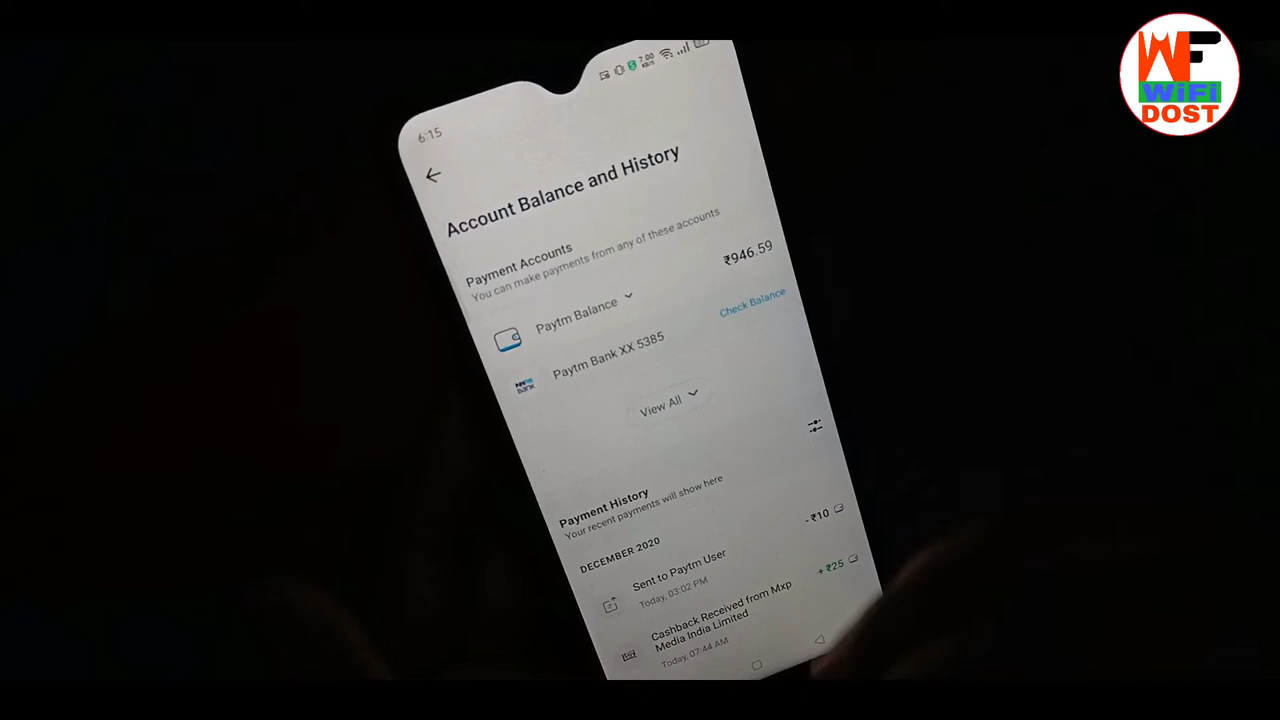 WF
WiFi
DOST
6:15
7.00
KB/s
Account Balance and History
Payment Accounts
You can make payments from any of these accounts
Paytm Balance
₹946.59
Paytm Bank XX 5385
Check Balance
View All
Payment History
Your recent payments will show here
DECEMBER 2020
Sent to Paytm User
- ₹10
Today, 03:02 PM
Cashback Received from Mxp
Media India Limited
+ ₹25
Today, 07:44 AM